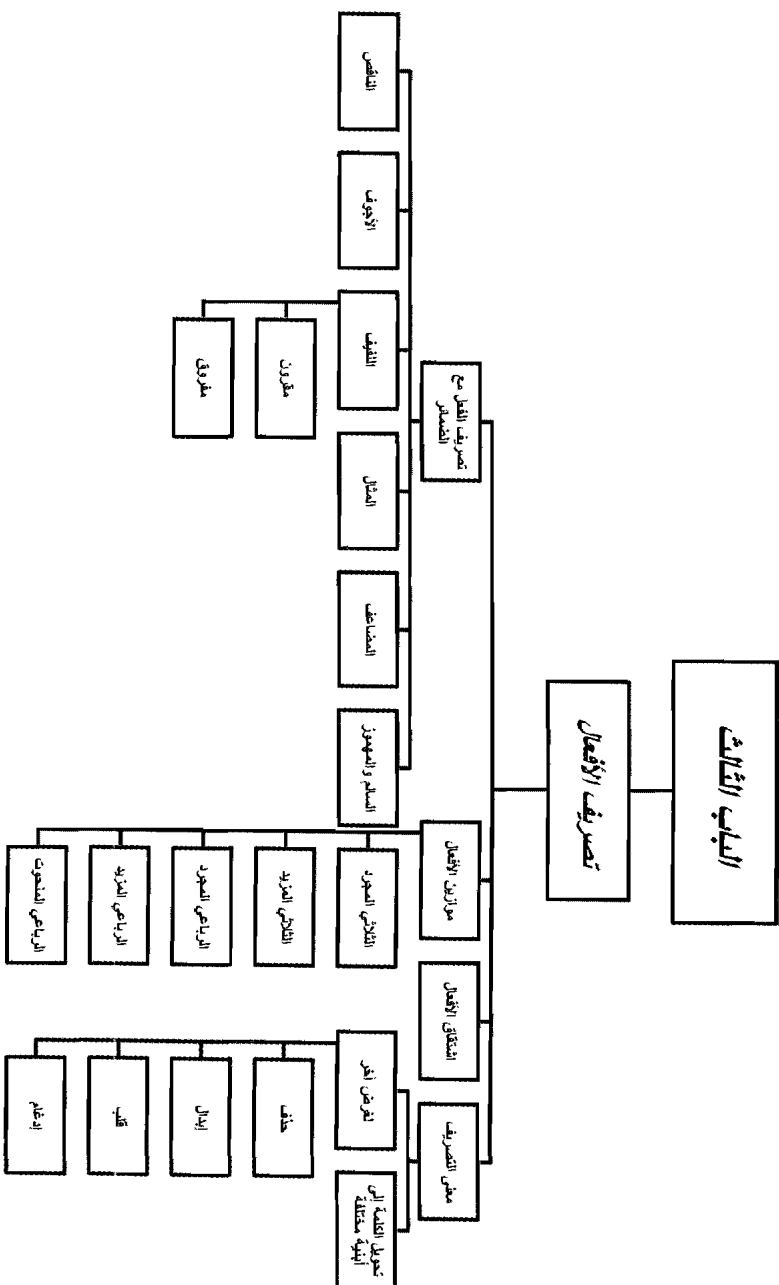 الباب الثالث
تصريف الأفعال
معنى التصريف
تحويل الكلمة إلى
أبنية مختلفة
لغرض آخر
حذف
إبدال
قلب
إدغام
اشتقاق الأفعال
موازين الأفعال
الثلاثي المجرد
الثلاثي المزيد
الرباعي المجرد
الرباعي المزيد
الرباعي المنحوت
تصريف الفعل مع
الضمائر
السالم والمهموز
المضاعف
المثال
اللفيف
مقرون
مفروق
الأجوف
الناقص